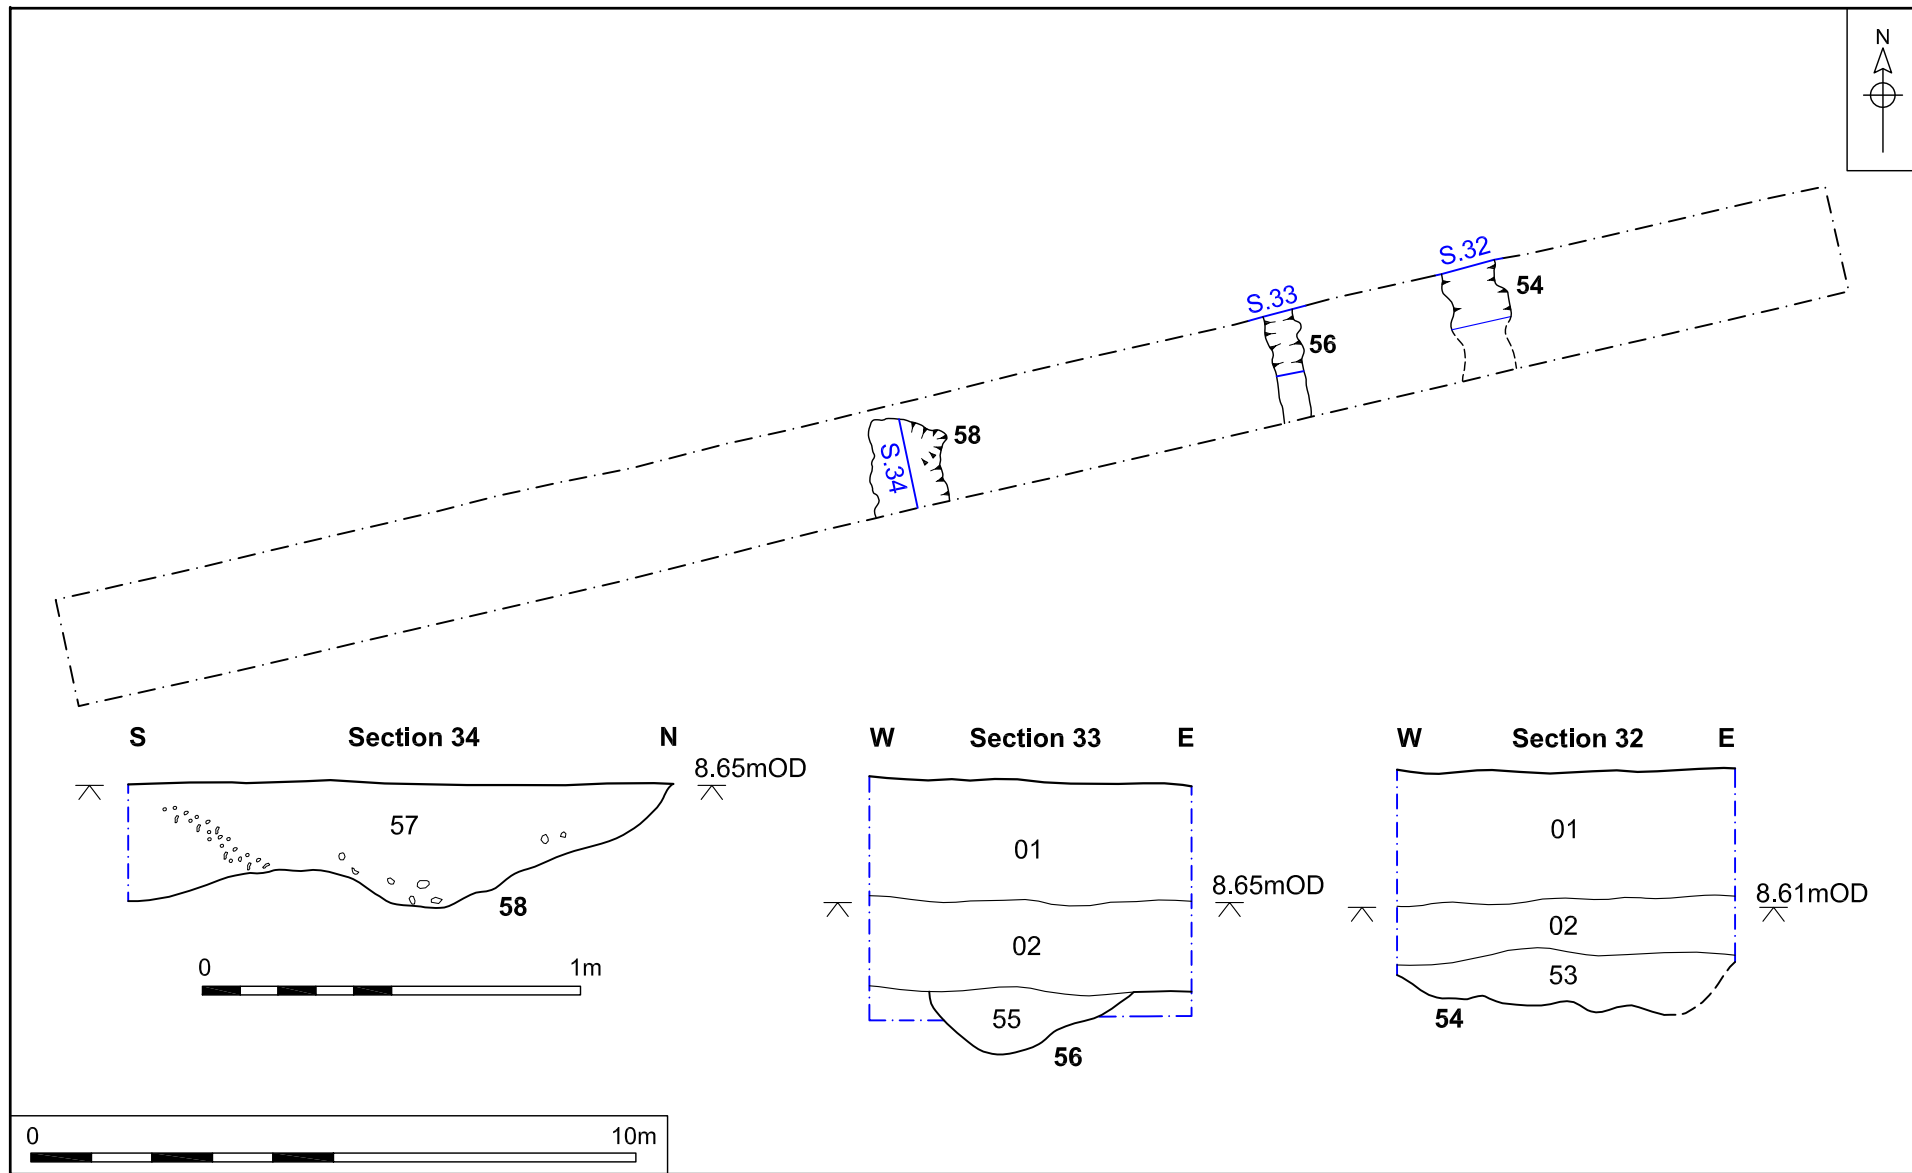 N
S.32
54
S.33
56
58
S.34
S Section 34 N
8.65mOD
57
58
0 1m
W Section 33 E
01
8.65mOD
02
55
56
W Section 32 E
01
8.61mOD
02
53
54
0 10m